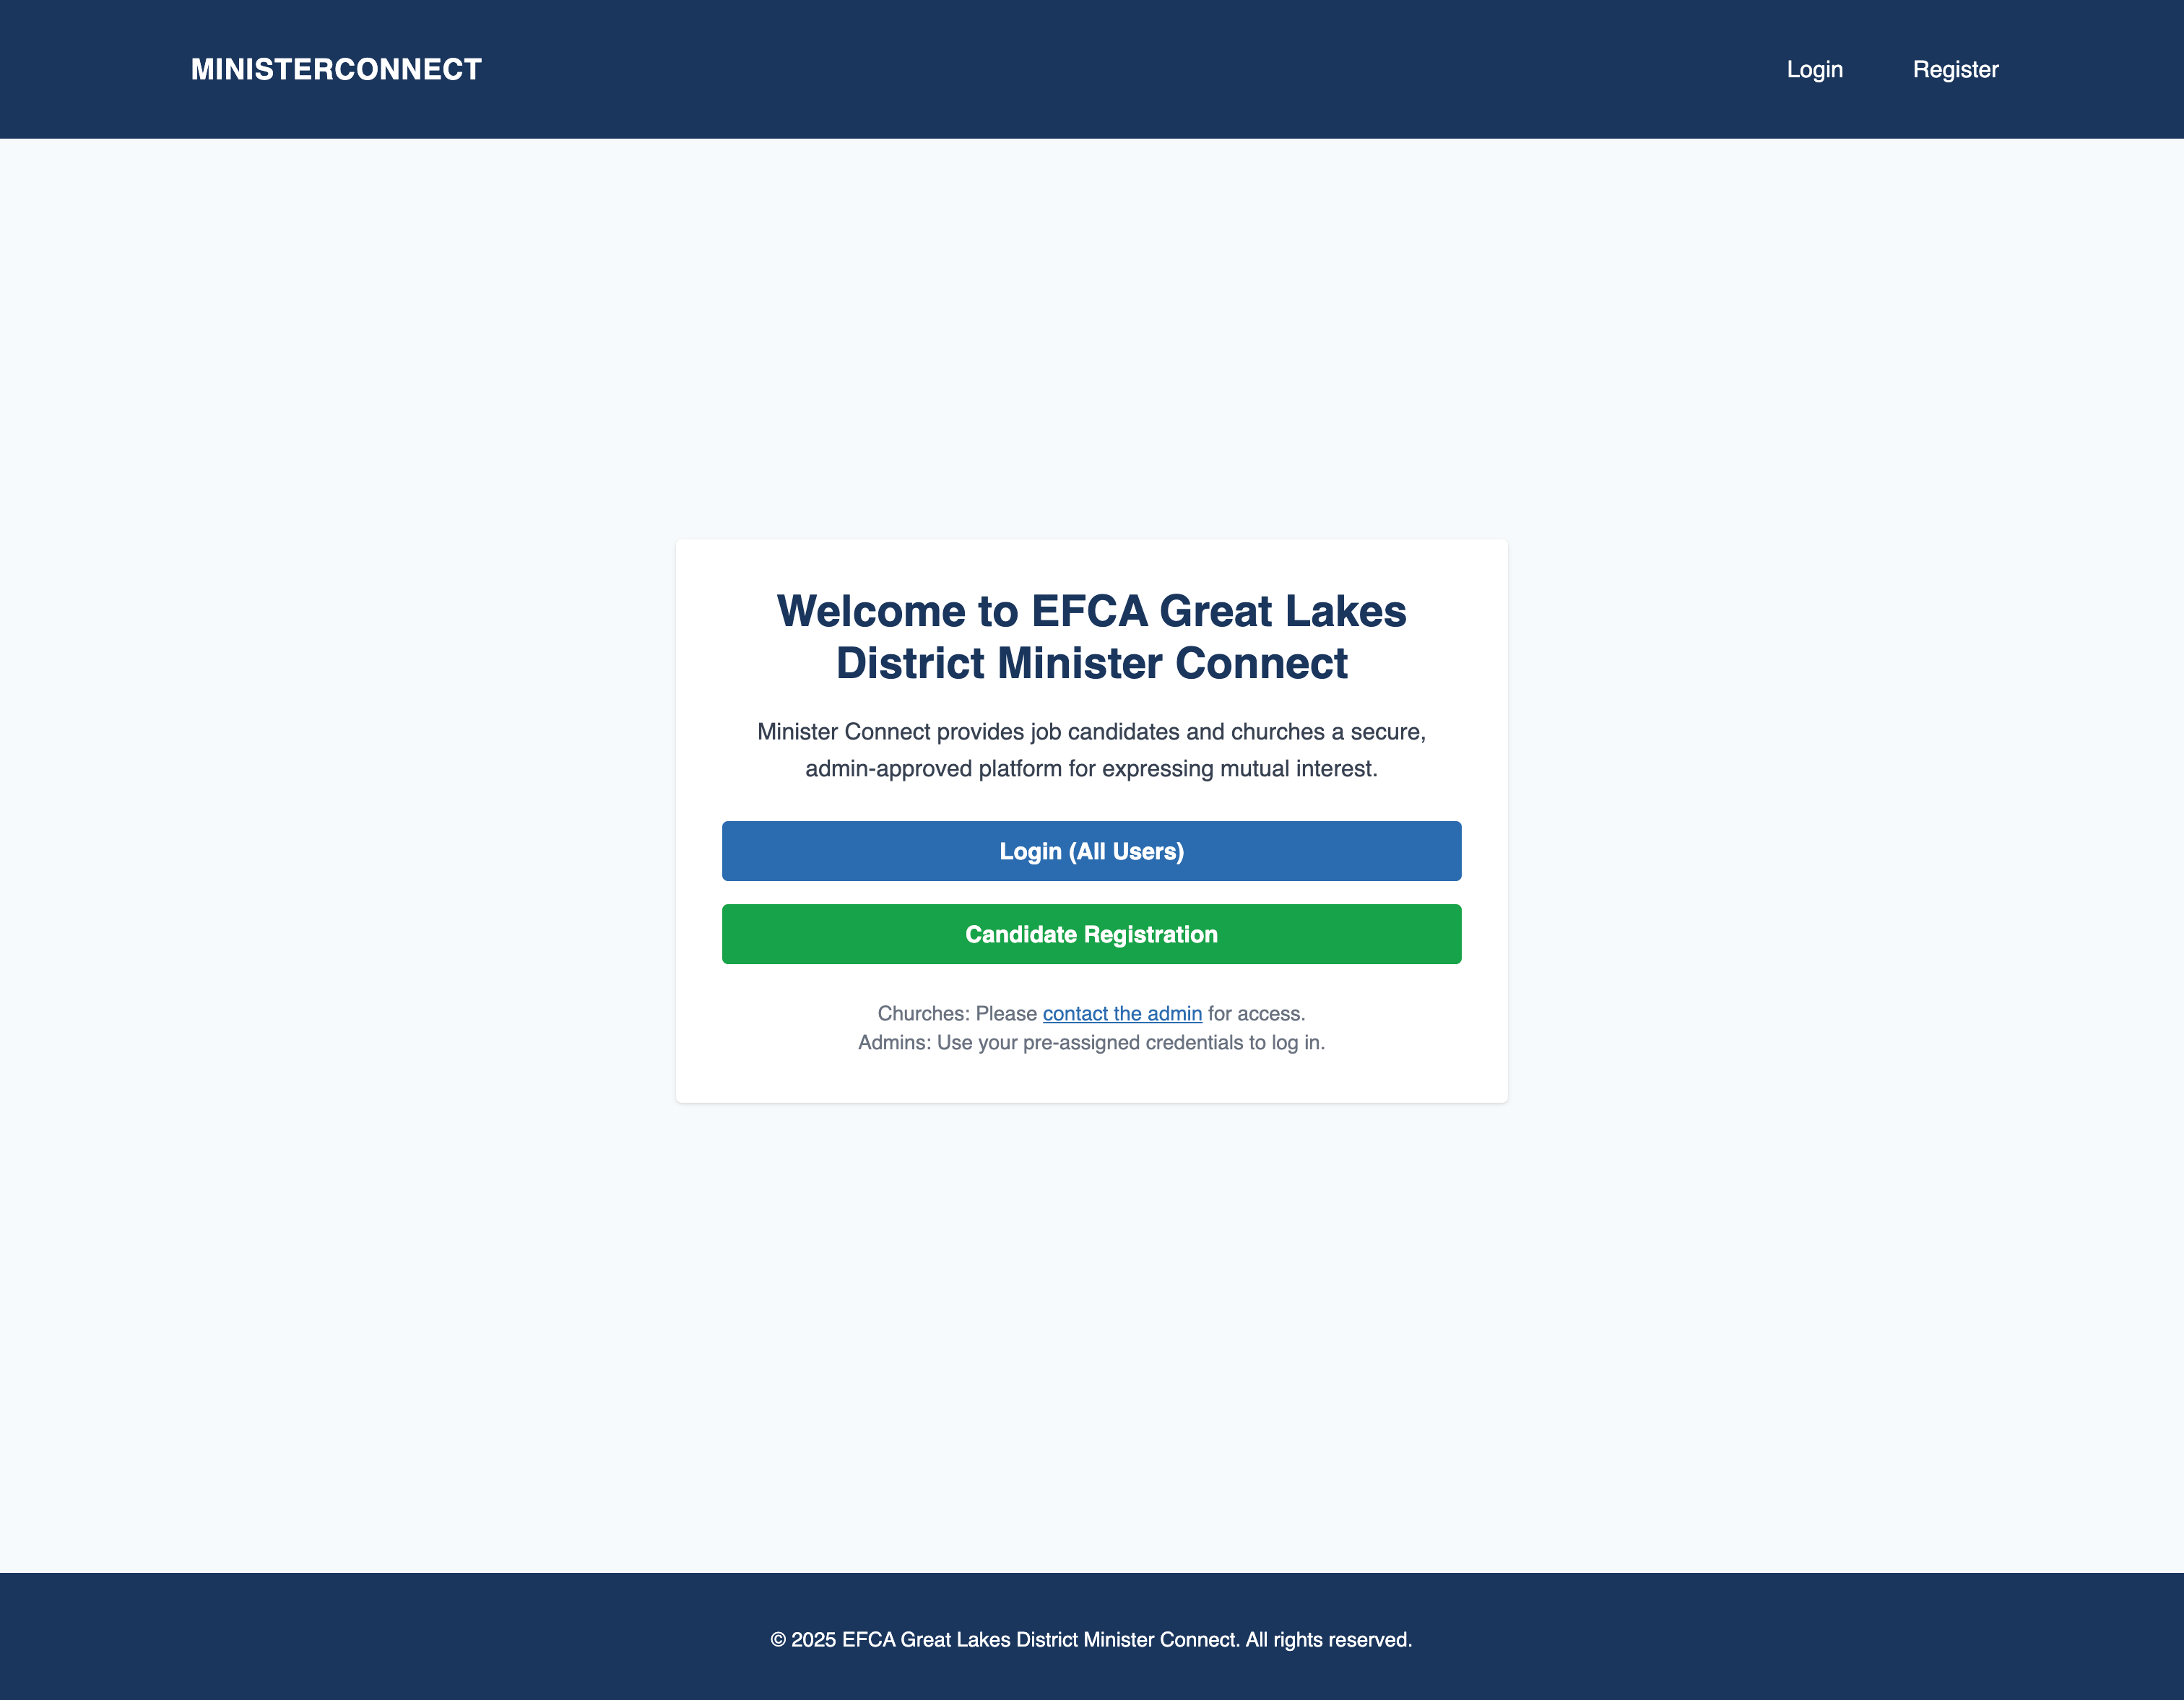 MINISTERCONNECT
Login
Register
Welcome to EFCA Great Lakes
District Minister Connect
Minister Connect provides job candidates and churches a secure,
admin-approved platform for expressing mutual interest.
Login (All Users)
Candidate Registration
Churches: Please contact the admin for access.
Admins: Use your pre-assigned credentials to log in.
© 2025 EFCA Great Lakes District Minister Connect. All rights reserved.